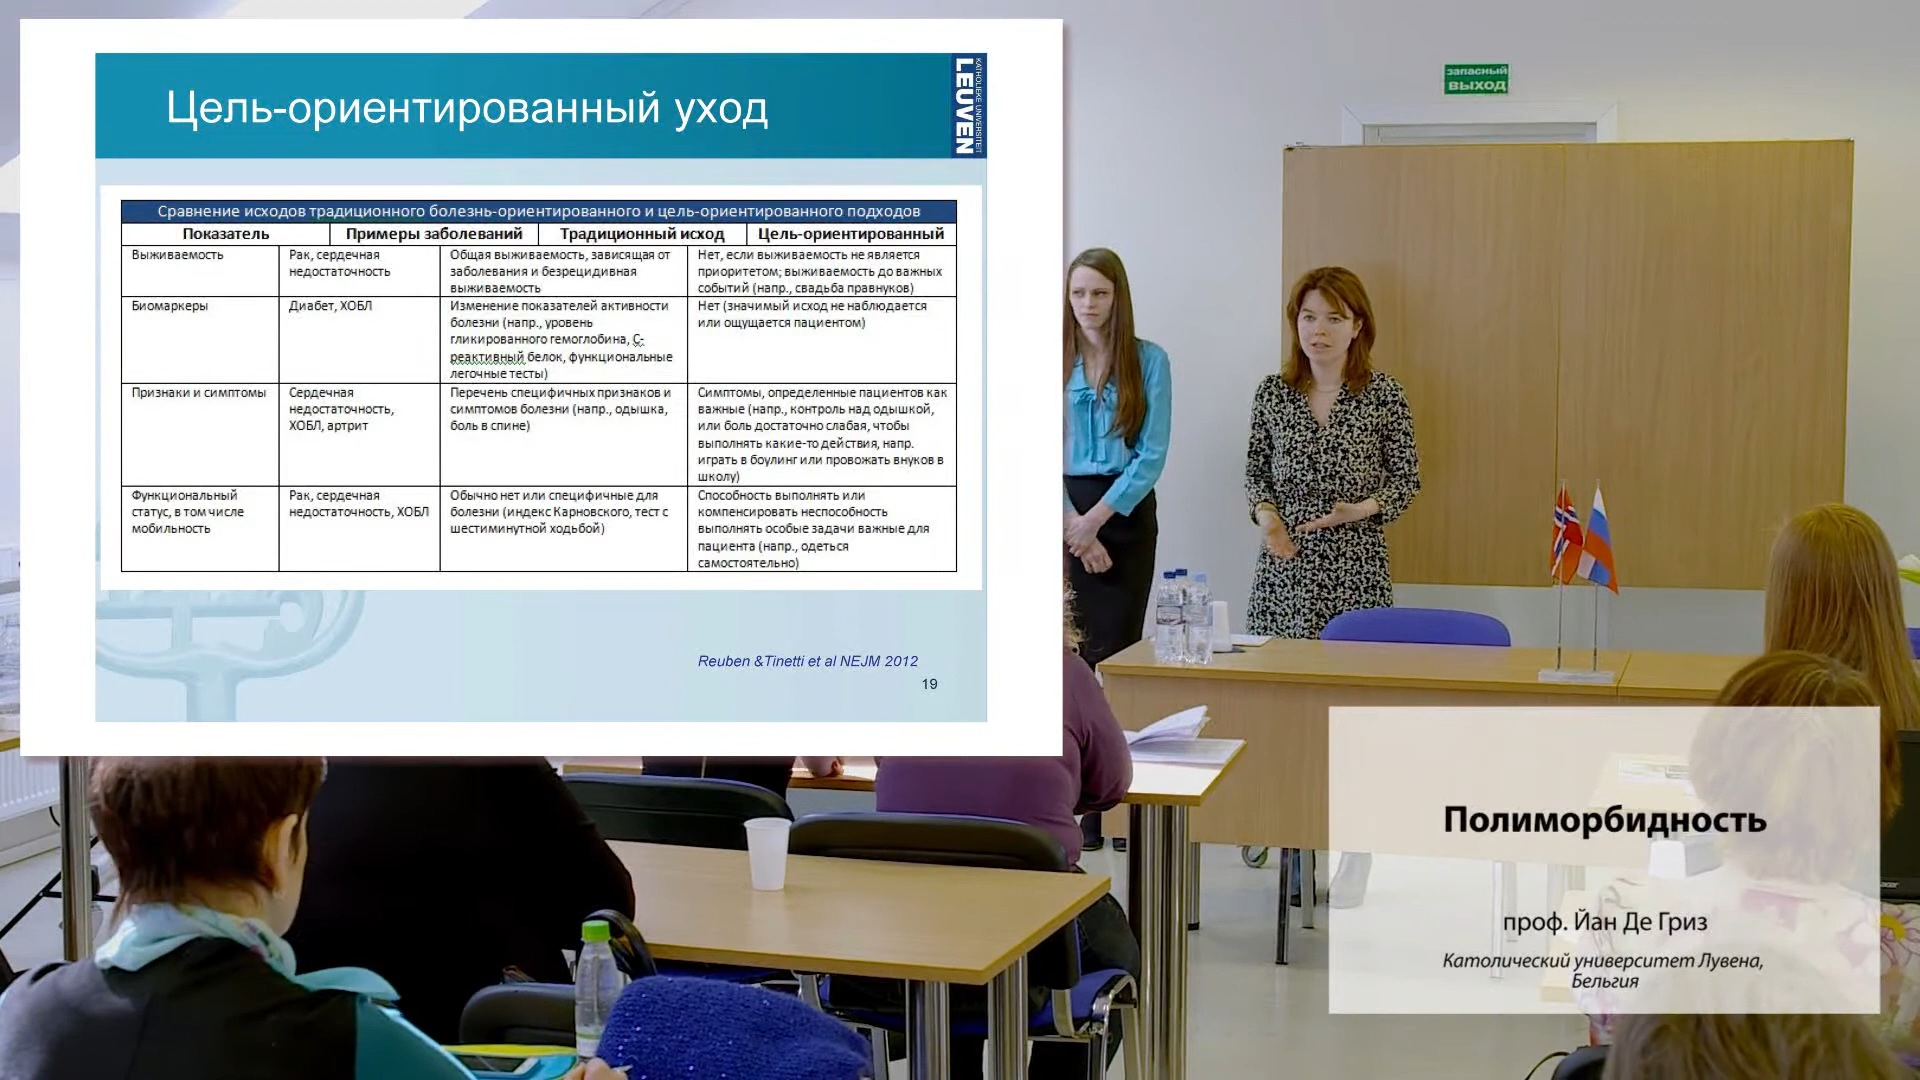 Цель-ориентированный уход
KATHOLIEKE UNIVERSITEIT
LEUVEN
Сравнение исходов традиционного болезнь-ориентированного и цель-ориентированного подходов
Показатель
Примеры заболеваний
Традиционный исход
Цель-ориентированный
Выживаемость
Рак, сердечная
недостаточность
Общая выживаемость, зависящая от
заболевания и безрецидивная
выживаемость
Нет, если выживаемость не является
приоритетом; выживаемость до важных
событий (напр., свадьба правнуков)
Биомаркеры
Диабет, ХОБЛ
Изменение показателей активности
болезни (напр., уровень
гликированного гемоглобина, С-
реактивный белок, функциональные
легочные тесты)
Нет (значимый исход не наблюдается
или ощущается пациентом)
Признаки и симптомы
Сердечная
недостаточность,
ХОБЛ, артрит
Перечень специфичных признаков и
симптомов болезни (напр., одышка,
боль в спине)
Симптомы, определенные пациентов как
важные (напр., контроль над одышкой,
или боль достаточно слабая, чтобы
выполнять какие-то действия, напр.
играть в боулинг или провожать внуков в
школу)
Функциональный
статус, в том числе
мобильность
Рак, сердечная
недостаточность, ХОБЛ
Обычно нет или специфичные для
болезни (индекс Карновского, тест с
шестиминутной ходьбой)
Способность выполнять или
компенсировать неспособность
выполнять особые задачи важные для
пациента (напр., одеться
самостоятельно)
Reuben &Tinetti et al NEJM 2012
19
запасный
ВЫХОД
Полиморбидность
проф. Йан Де Гриз
Католический университет Лувена,
Бельгия
acer